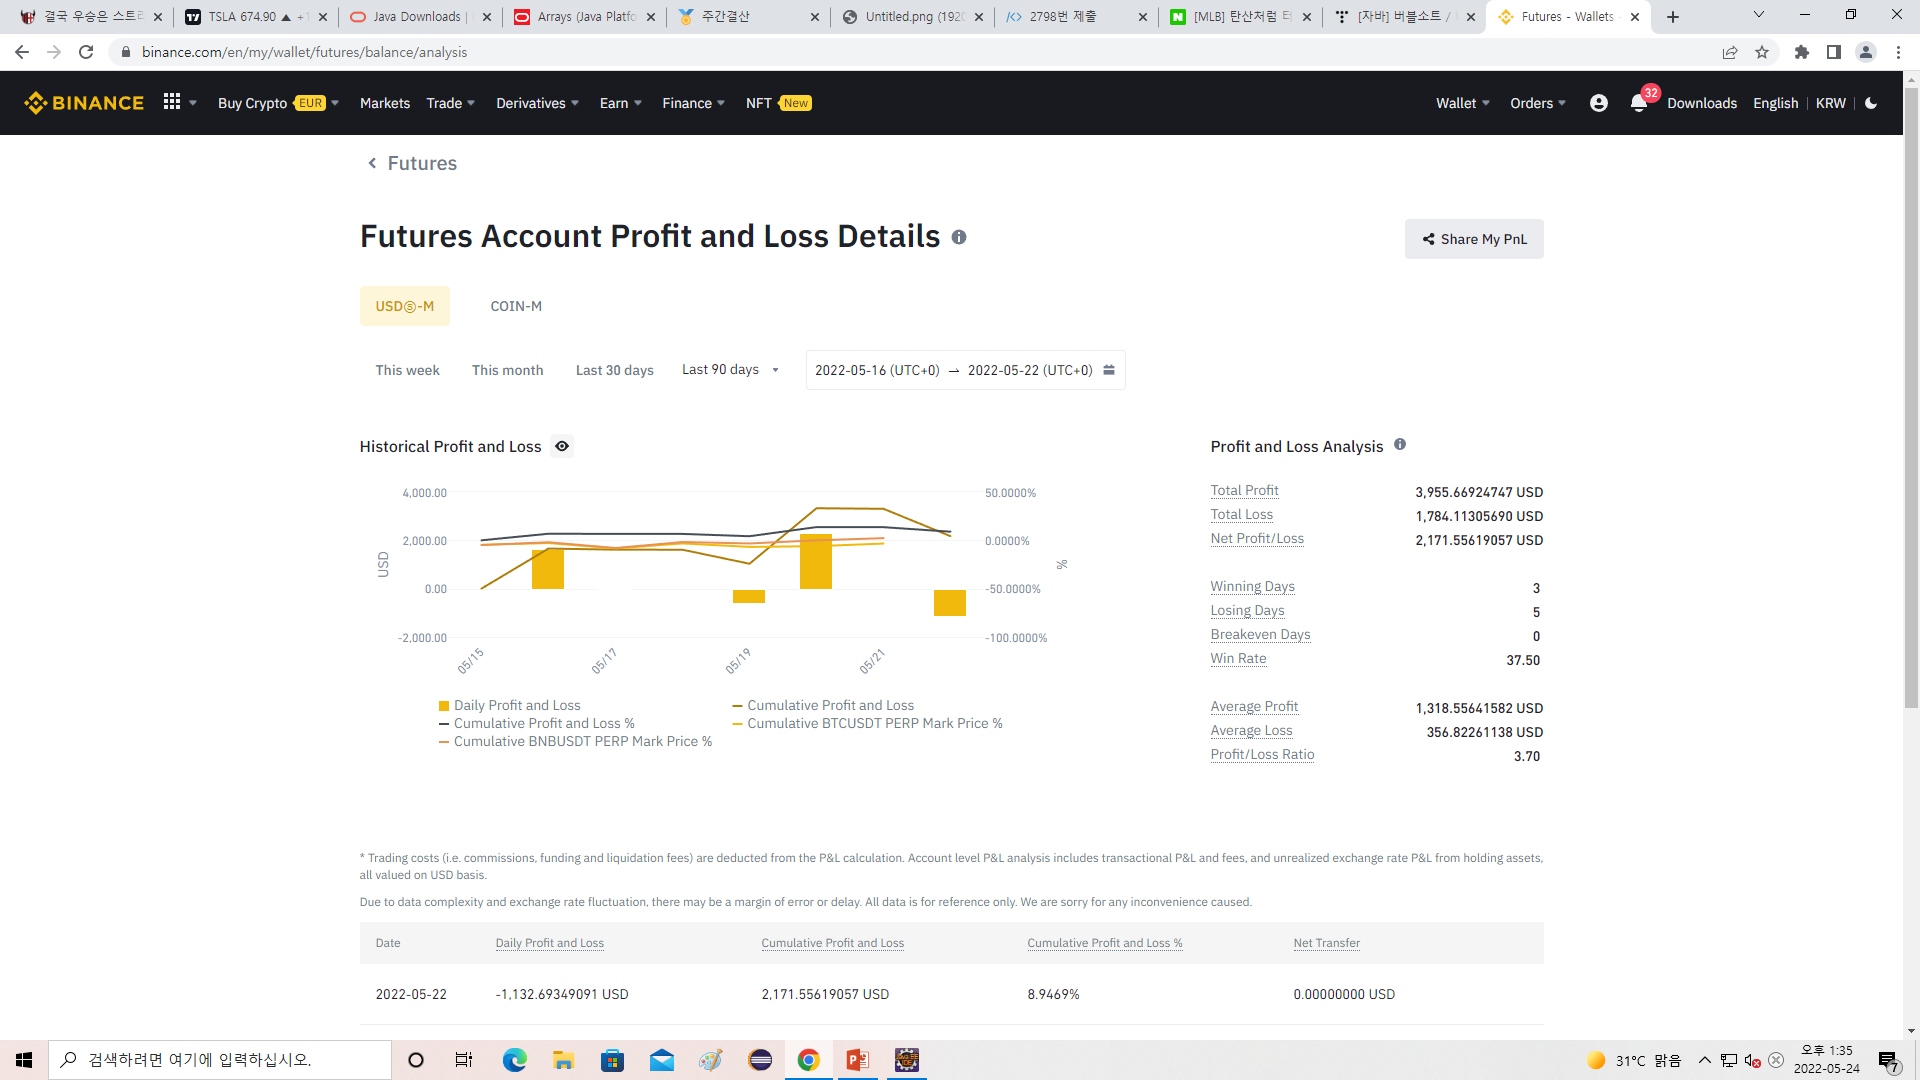 결국 우승은 스트리
TSLA 674.90 ▲ +1
Java Downloads |
Arrays (Java Platfo
주간결산
Untitled.png (1920
2798번 제출
[MLB] 탄산처럼 터
[자바] 버블소트 /
Futures - Wallets
binance.com/en/my/wallet/futures/balance/analysis
BINANCE
Buy Crypto EUR
Markets
Trade
Derivatives
Earn
Finance
NFT New
Wallet
Orders
32
Downloads
English | KRW
Futures
Futures Account Profit and Loss Details
Share My PnL
USDⓈ-M
COIN-M
This week
This month
Last 30 days
Last 90 days
2022-05-16 (UTC+0) → 2022-05-22 (UTC+0)
Historical Profit and Loss
4,000.00
2,000.00
0.00
-2,000.00
USD
50.0000%
0.0000%
-50.0000%
-100.0000%
%
05/15
05/17
05/19
05/21
Daily Profit and Loss
Cumulative Profit and Loss
Cumulative Profit and Loss %
Cumulative BTCUSDT PERP Mark Price %
Cumulative BNBUSDT PERP Mark Price %
Profit and Loss Analysis
Total Profit 3,955.66924747 USD
Total Loss 1,784.11305690 USD
Net Profit/Loss 2,171.55619057 USD
Winning Days 3
Losing Days 5
Breakeven Days 0
Win Rate 37.50
Average Profit 1,318.55641582 USD
Average Loss 356.82261138 USD
Profit/Loss Ratio 3.70
* Trading costs (i.e. commissions, funding and liquidation fees) are deducted from the P&L calculation. Account level P&L analysis includes transactional P&L and fees, and unrealized exchange rate P&L from holding assets,
all valued on USD basis.
Due to data complexity and exchange rate fluctuation, there may be a margin of error or delay. All data is for reference only. We are sorry for any inconvenience caused.
Date Daily Profit and Loss Cumulative Profit and Loss Cumulative Profit and Loss % Net Transfer
2022-05-22 -1,132.69349091 USD 2,171.55619057 USD 8.9469% 0.00000000 USD
검색하려면 여기에 입력하십시오.
31°C 맑음
오후 1:35
2022-05-24
7